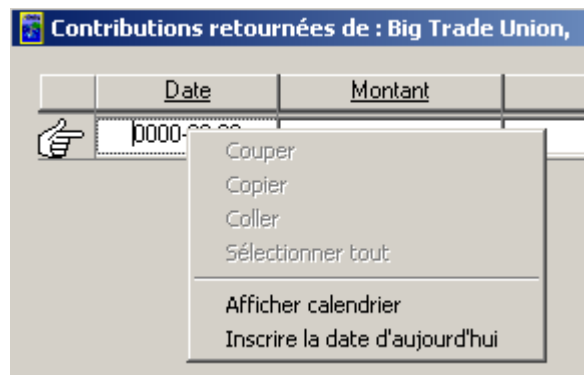 Contributions retournées de : Big Trade Union,
Date Montant
Couper
Copier
Coller
Sélectionner tout
Afficher calendrier
Inscrire la date d'aujourd'hui